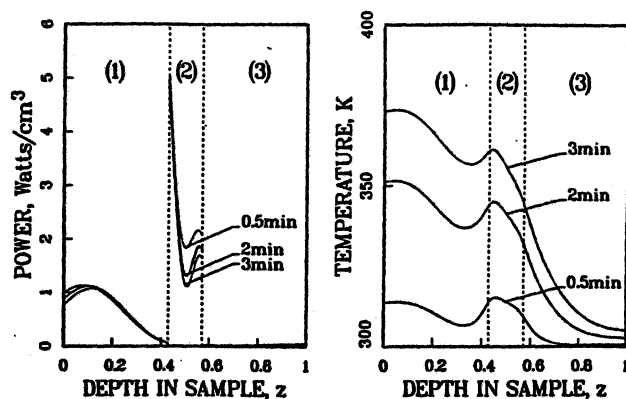 POWER, Watts/cm³
6
5
4
3
2
1
0
(1)
(2)
(3)
0.5min
2min
3min
0
0.2
0.4
0.6
0.8
1
DEPTH IN SAMPLE, z
TEMPERATURE, K
400
350
300
(1)
(2)
(3)
3min
2min
0.5min
0
0.2
0.4
0.6
0.8
1
DEPTH IN SAMPLE, z